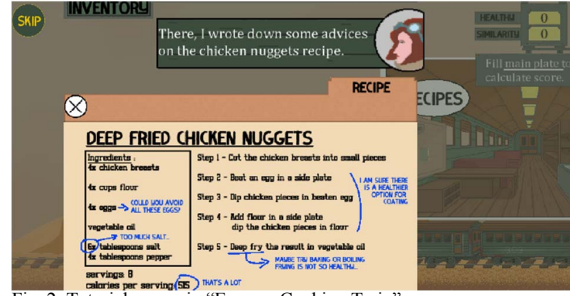 INVENTORY
SKIP
There, I wrote down some advices
on the chicken nuggets recipe.
HEALTHY 0
SIMILARITY 0
Fill main plate to
calculate score.
RECIPES
RECIPE
DEEP FRIED CHICKEN NUGGETS
Ingredients :
4x chicken breasts
4x cups flour
4x eggs → COULD YOU AVOID
ALL THESE EGGS?
vegetable oil
→ TOO MUCH SALT...
6x tablespoons salt
4x tablespoons pepper
servings: 8
calories per serving: 515 THAT'S A LOT
Step 1 - Cut the chicken breasts into small pieces
Step 2 - Beat an egg in a side plate
Step 3 - Dip chicken pieces in beaten egg
Step 4 - Add flour in a side plate
dip the chicken pieces in flour
I AM SURE THERE
IS A HEALTHIER
OPTION FOR
COATING
Step 5 - Deep fry the result in vegetable oil
→ MAYBE TRY BAKING OR BOILING
FRYING IS NOT SO HEALTHY...